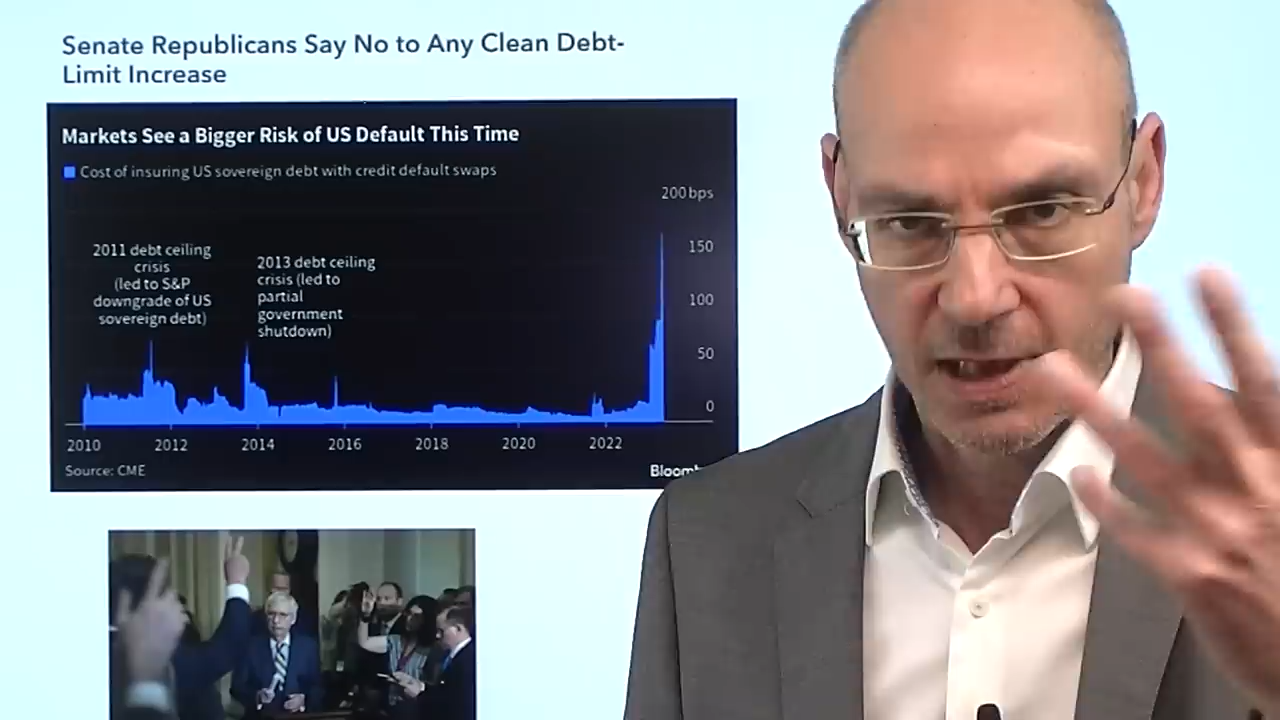 Senate Republicans Say No to Any Clean Debt-
Limit Increase
Markets See a Bigger Risk of US Default This Time
Cost of insuring US sovereign debt with credit default swaps
200bps
150
100
50
0
2011 debt ceiling
crisis
(led to S&P
downgrade of US
sovereign debt)
2013 debt ceiling
crisis (led to
partial
government
shutdown)
2010 2012 2014 2016 2018 2020 2022
Source: CME